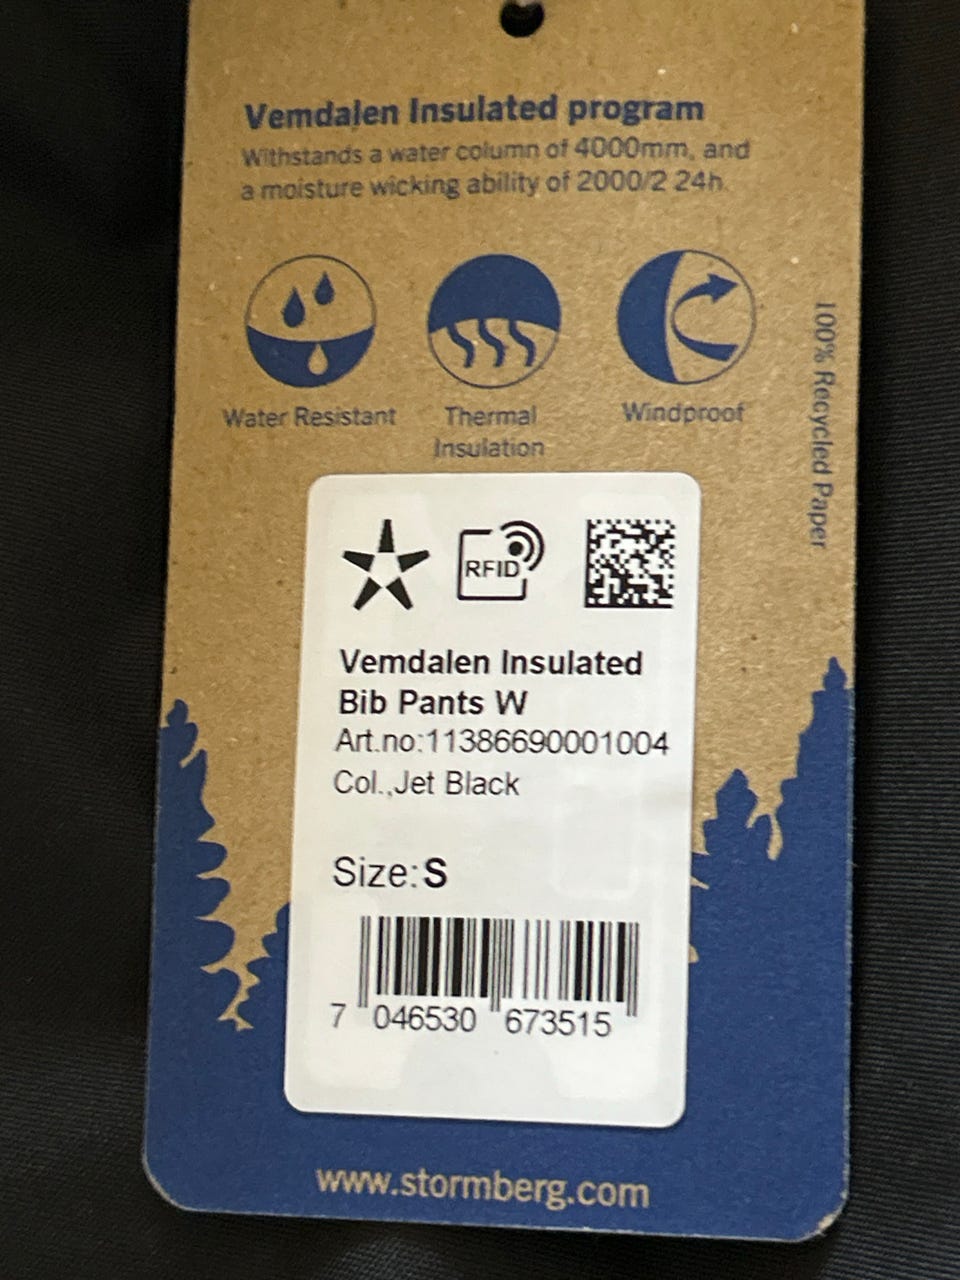 Vemdalen Insulated program
Withstands a water column of 4000mm, and
a moisture wicking ability of 2000/2 24h.
Water Resistant
Thermal
Insulation
Windproof
100% Recycled Paper
RFID
Vemdalen Insulated
Bib Pants W
Art.no:11386690001004
Col.,Jet Black
Size:S
7 046530 673515
www.stormberg.com